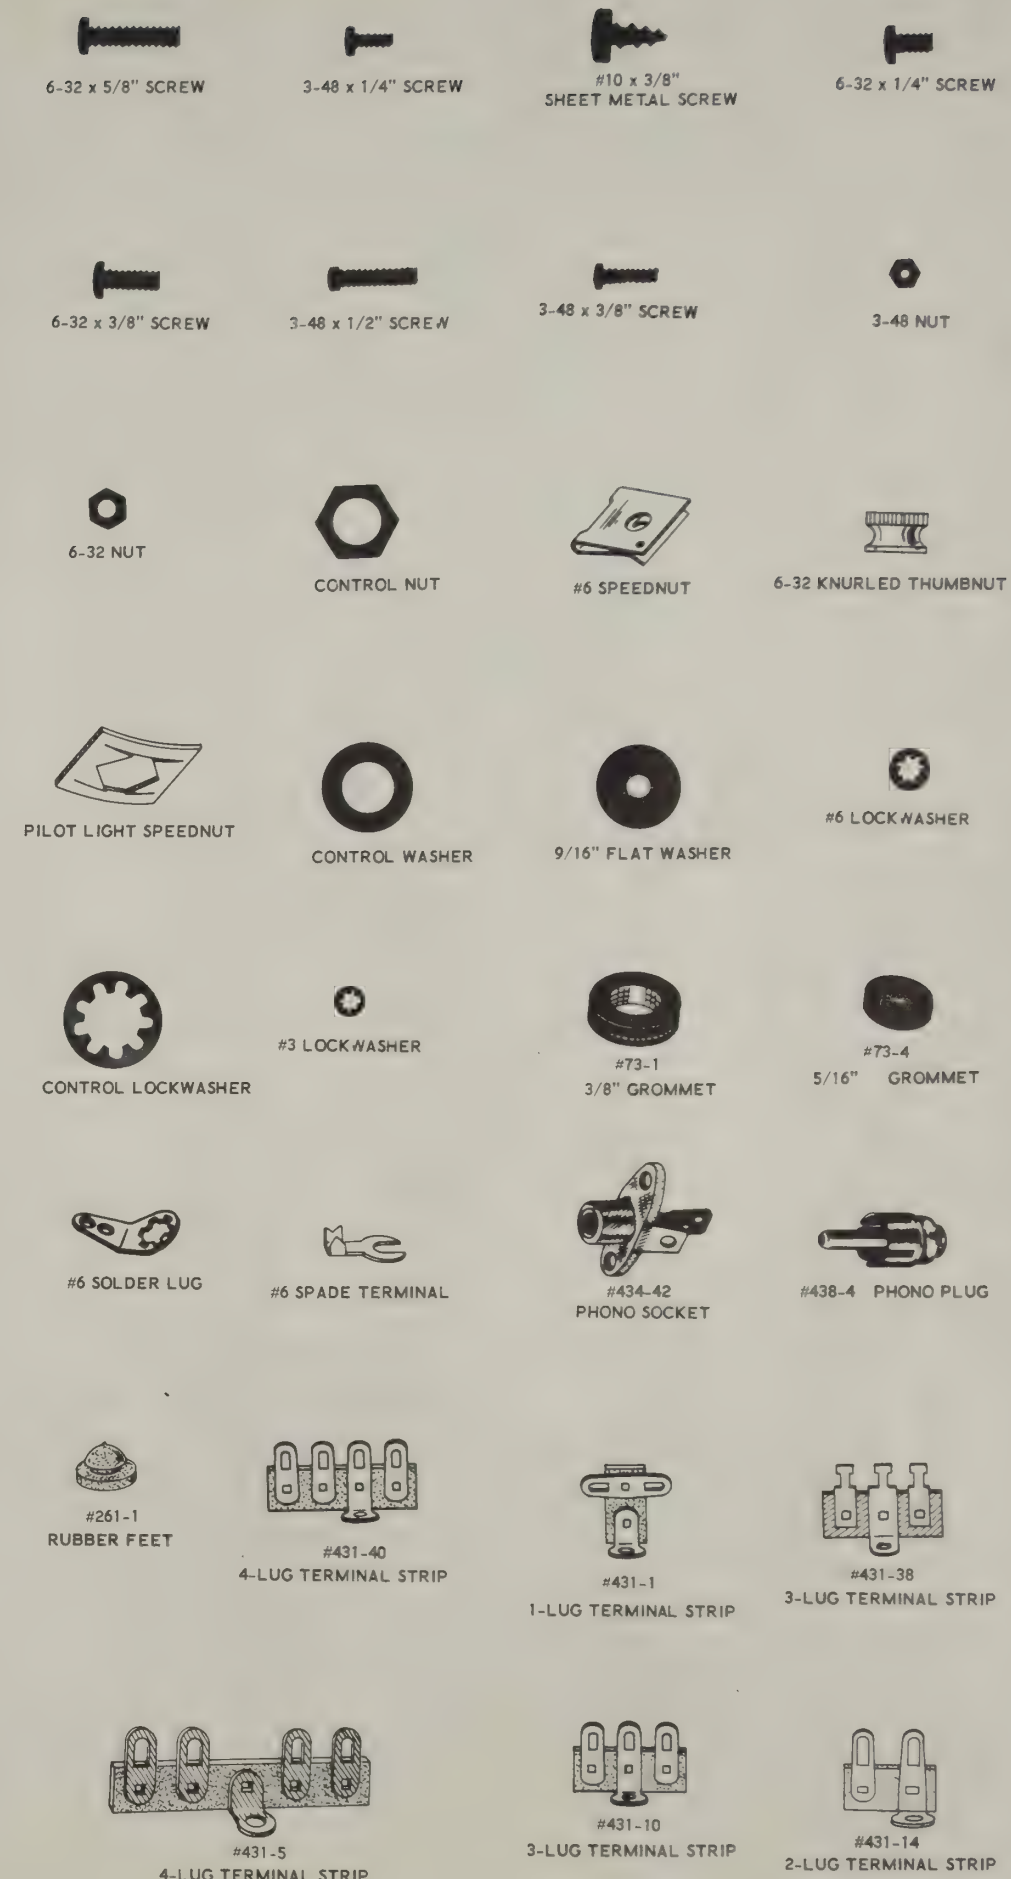 6-32 x 5/8" SCREW
3-48 x 1/4" SCREW
#10 x 3/8"
SHEET METAL SCREW
6-32 x 1/4" SCREW
6-32 x 3/8" SCREW
3-48 x 1/2" SCREW
3-48 x 3/8" SCREW
3-48 NUT
6-32 NUT
CONTROL NUT
#6 SPEEDNUT
6-32 KNURLED THUMBNUT
PILOT LIGHT SPEEDNUT
CONTROL WASHER
9/16" FLAT WASHER
#6 LOCKWASHER
CONTROL LOCKWASHER
#3 LOCKWASHER
#73-1
3/8" GROMMET
#73-4
5/16" GROMMET
#6 SOLDER LUG
#6 SPADE TERMINAL
#434-42
PHONO SOCKET
#438-4 PHONO PLUG
#261-1
RUBBER FEET
#431-40
4-LUG TERMINAL STRIP
#431-1
1-LUG TERMINAL STRIP
#431-38
3-LUG TERMINAL STRIP
#431-5
4-LUG TERMINAL STRIP
#431-10
3-LUG TERMINAL STRIP
#431-14
2-LUG TERMINAL STRIP